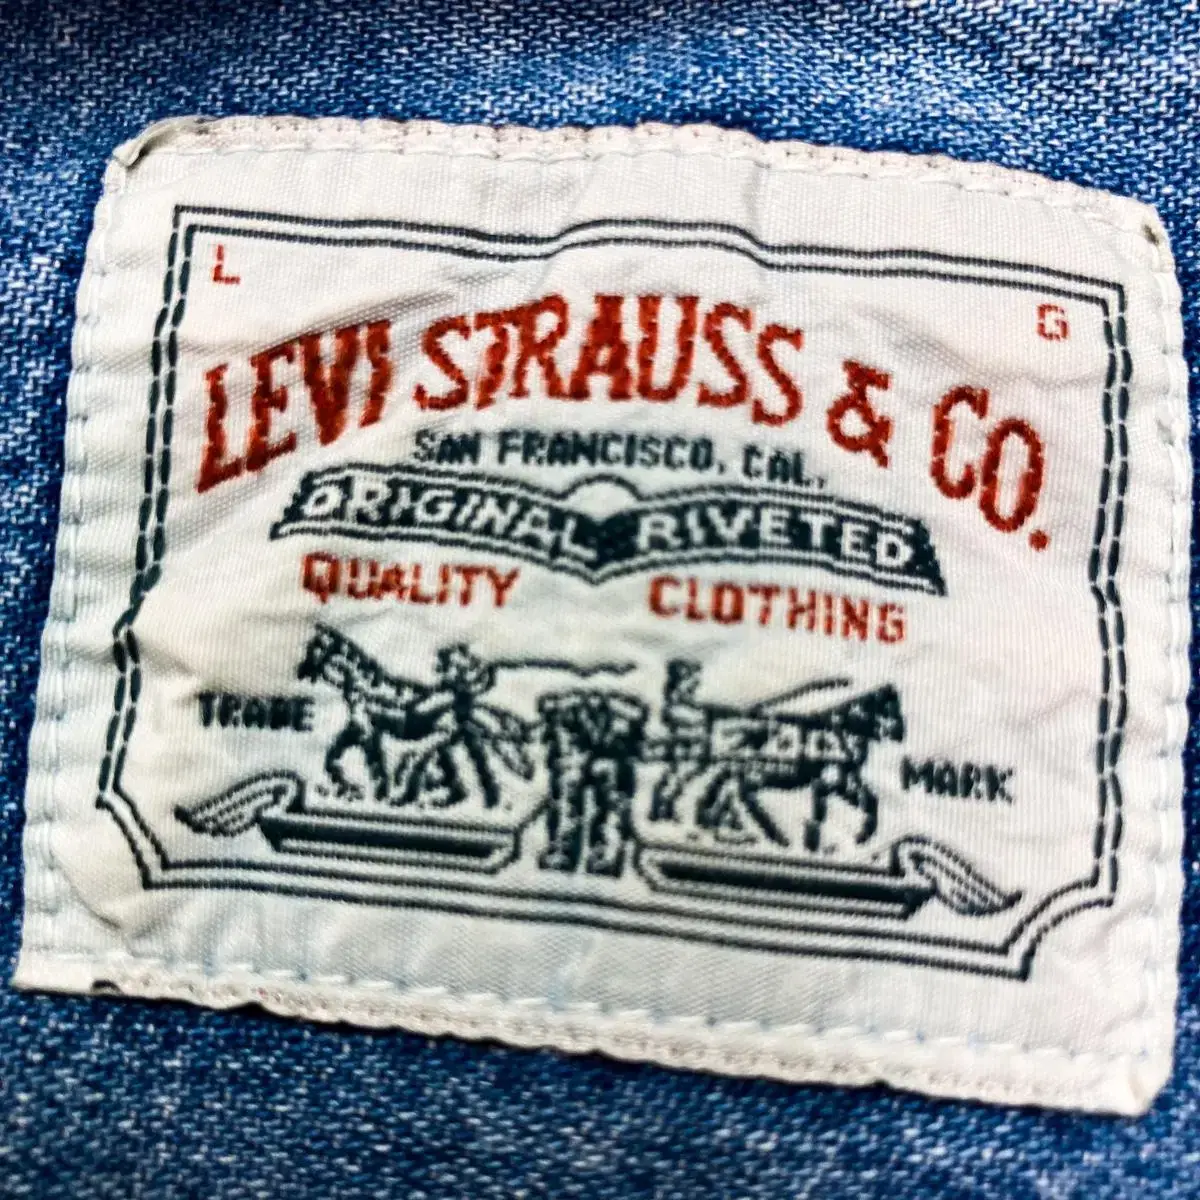 L G
LEVI STRAUSS & CO.
SAN FRANCISCO, CAL.,
ORIGINAL RIVETED
QUALITY CLOTHING
TRADE MARK